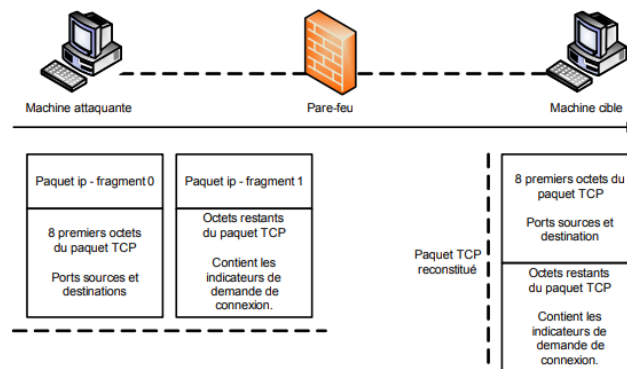 Machine attaquante
Pare-feu
Machine cible
Paquet ip - fragment 0
8 premiers octets
du paquet TCP
Ports sources et
destinations
Paquet ip - fragment 1
Octets restants
du paquet TCP
Contient les
indicateurs de
demande de
connexion.
Paquet TCP
reconstitué
8 premiers octets du
paquet TCP
Ports sources et
destination
Octets restants
du paquet TCP
Contient les
indicateurs de
demande de
connexion.